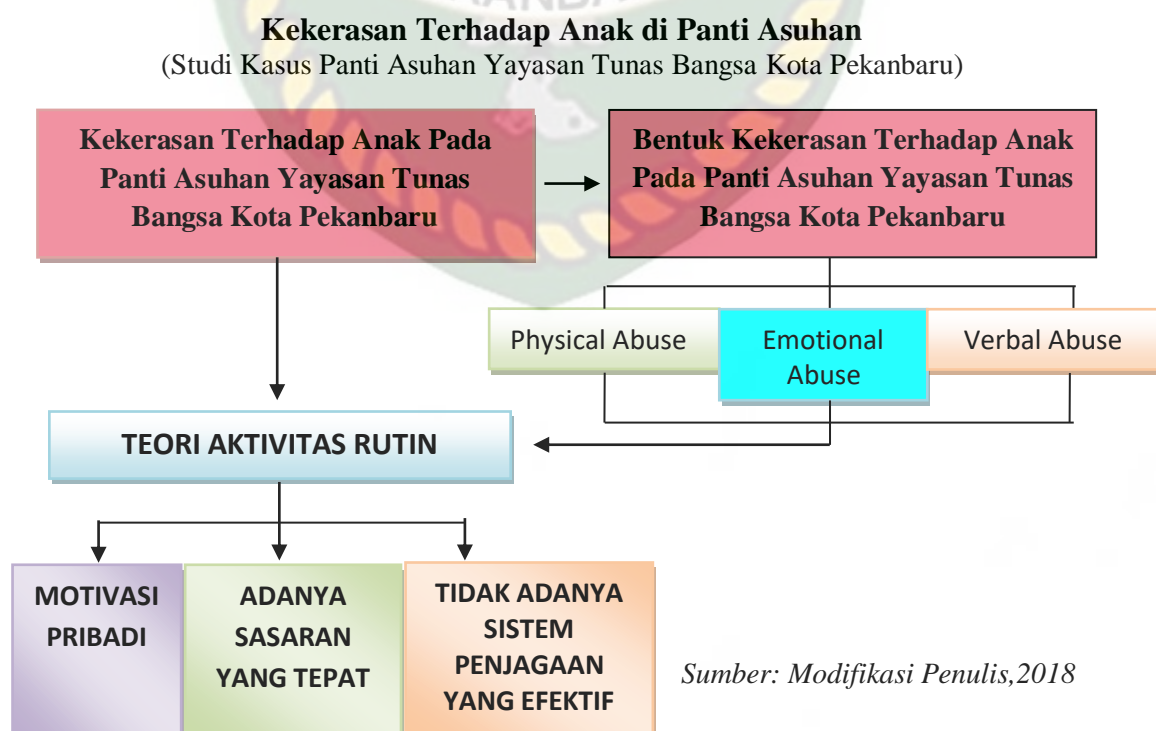 Kekerasan Terhadap Anak di Panti Asuhan
(Studi Kasus Panti Asuhan Yayasan Tunas Bangsa Kota Pekanbaru)
Kekerasan Terhadap Anak Pada
Panti Asuhan Yayasan Tunas
Bangsa Kota Pekanbaru
Bentuk Kekerasan Terhadap Anak
Pada Panti Asuhan Yayasan Tunas
Bangsa Kota Pekanbaru
Physical Abuse
Emotional
Abuse
Verbal Abuse
TEORI AKTIVITAS RUTIN
MOTIVASI
PRIBADI
ADANYA
SASARAN
YANG TEPAT
TIDAK ADANYA
SISTEM
PENJAGAAN
YANG EFEKTIF
Sumber: Modifikasi Penulis,2018